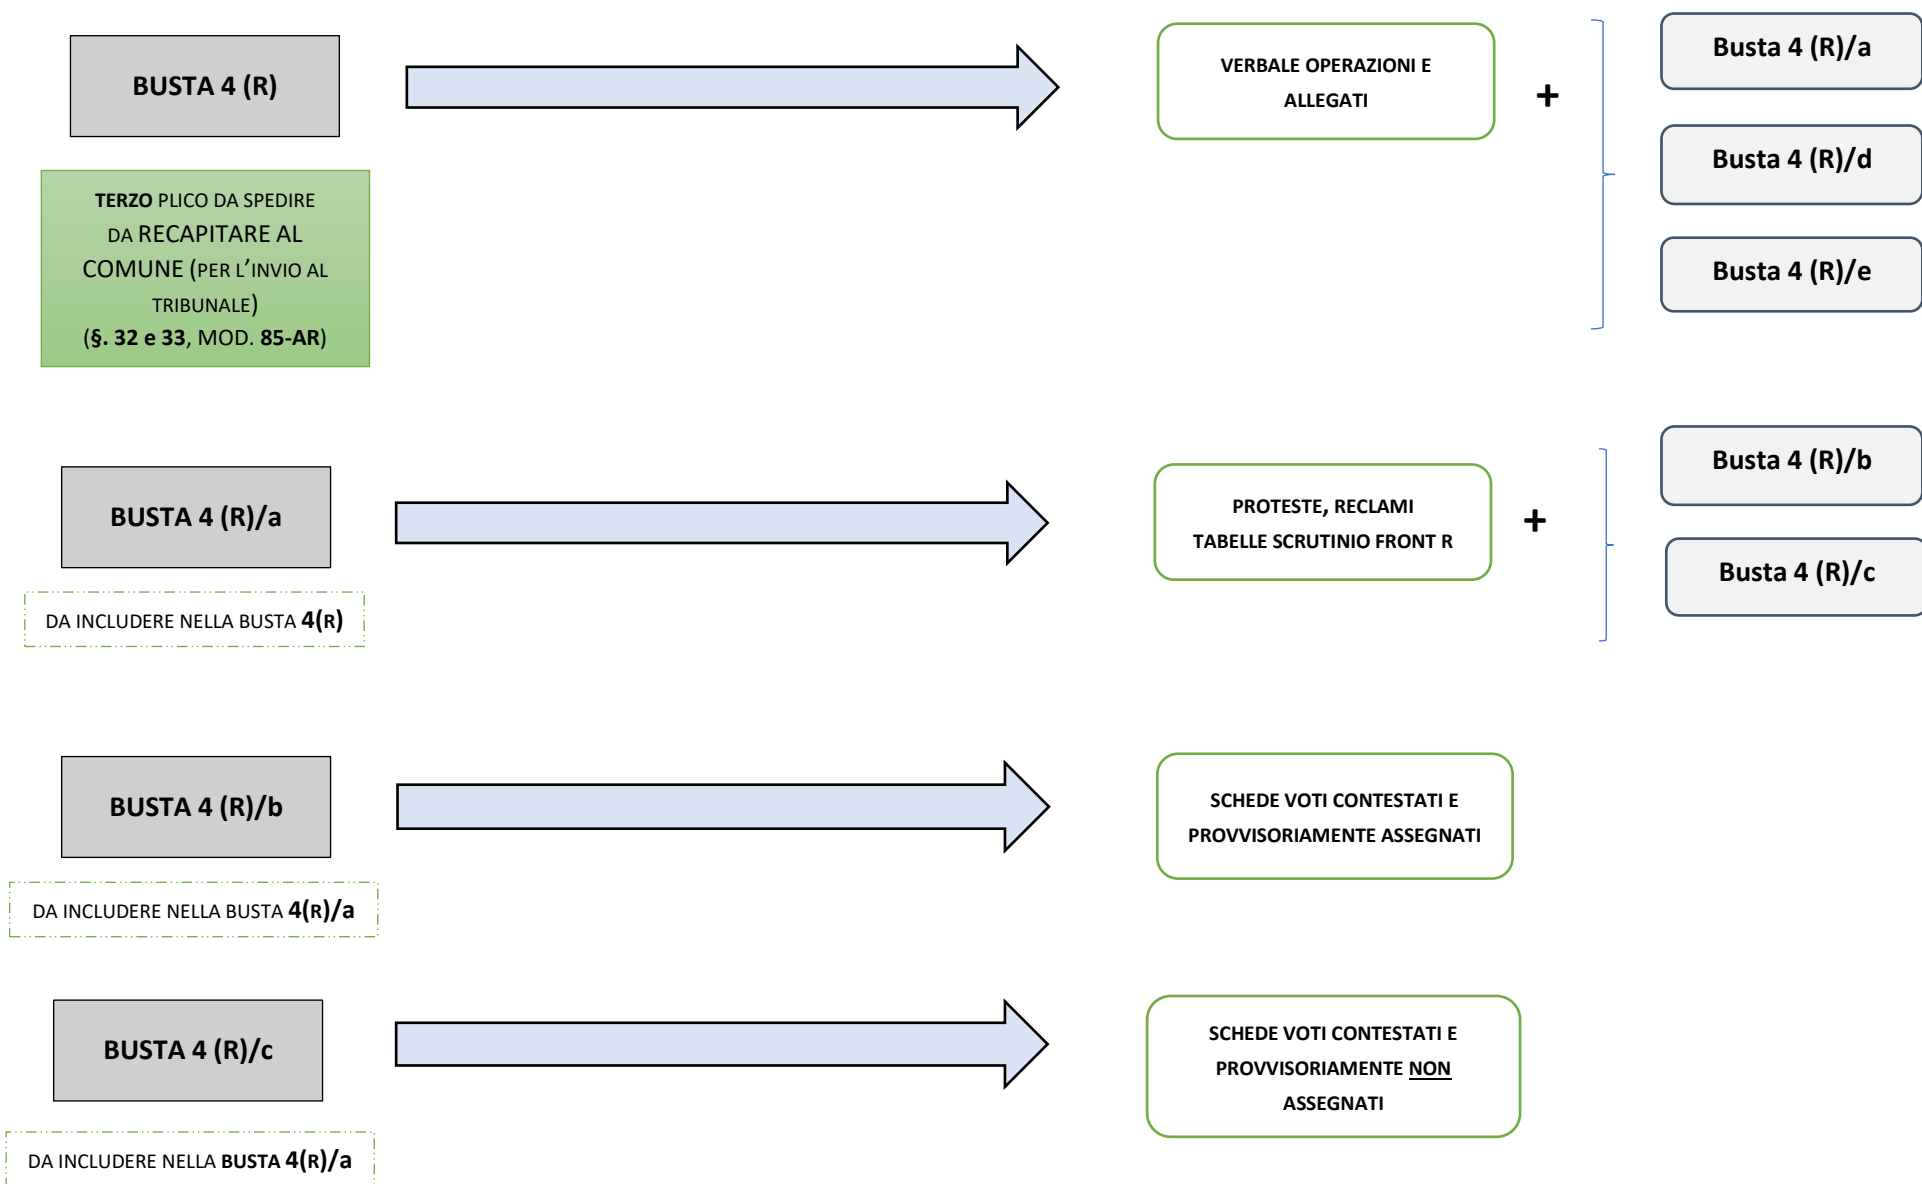 BUSTA 4 (R)
VERBALE OPERAZIONI E
ALLEGATI
+
Busta 4 (R)/a
Busta 4 (R)/d
Busta 4 (R)/e
TERZO PLICO DA SPEDIRE
DA RECAPITARE AL
COMUNE (PER L'INVIO AL
TRIBUNALE)
(§. 32 e 33, MOD. 85-AR)
BUSTA 4 (R)/a
PROTESTE, RECLAMI
TABELLE SCRUTINIO FRONT R
+
Busta 4 (R)/b
Busta 4 (R)/c
DA INCLUDERE NELLA BUSTA 4(R)
BUSTA 4 (R)/b
SCHEDE VOTI CONTESTATI E
PROVVISORIAMENTE ASSEGNATI
DA INCLUDERE NELLA BUSTA 4(R)/a
BUSTA 4 (R)/c
SCHEDE VOTI CONTESTATI E
PROVVISORIAMENTE NON
ASSEGNATI
DA INCLUDERE NELLA BUSTA 4(R)/a